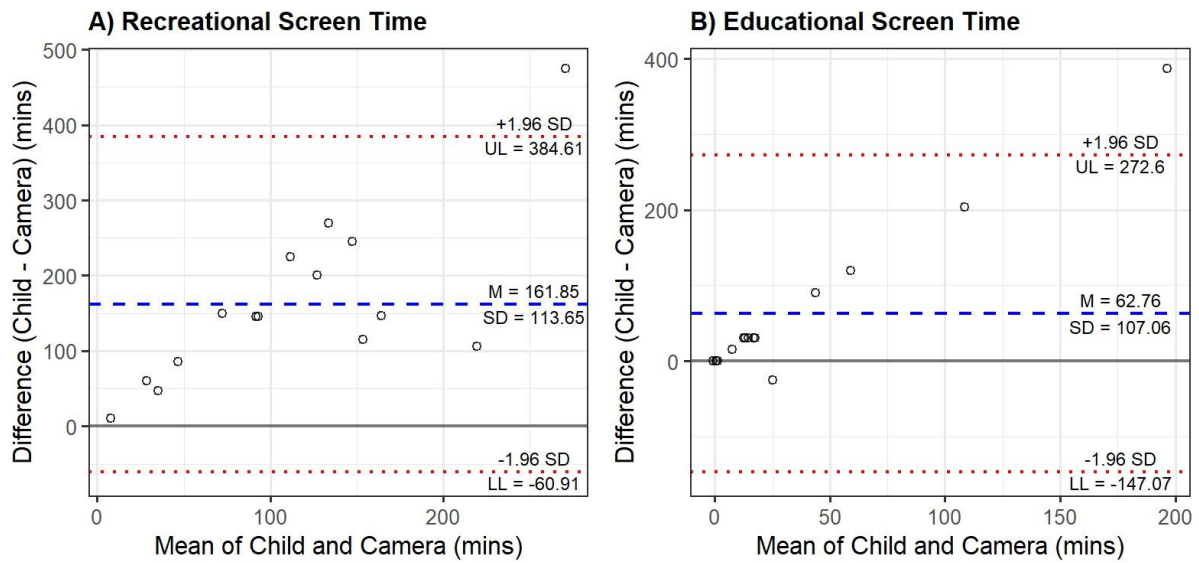 A) Recreational Screen Time
Difference (Child - Camera) (mins)
500
400
300
200
100
0
+1.96 SD
UL = 384.61
M = 161.85
SD = 113.65
-1.96 SD
LL = -60.91
0
100
200
Mean of Child and Camera (mins)
B) Educational Screen Time
Difference (Child - Camera) (mins)
400
200
0
+1.96 SD
UL = 272.6
M = 62.76
SD = 107.06
-1.96 SD
LL = -147.07
0
50
100
150
200
Mean of Child and Camera (mins)